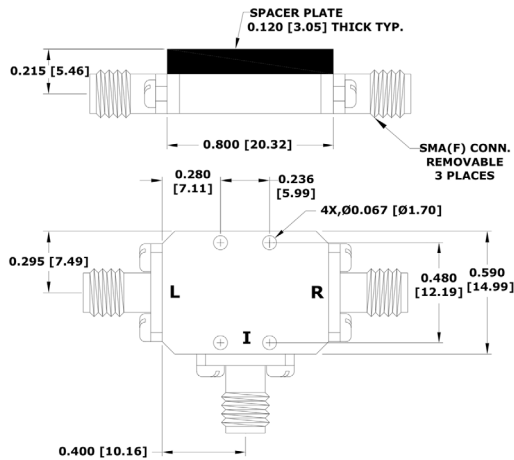 SPACER PLATE
0.120 [3.05] THICK TYP.
0.215 [5.46]
0.800 [20.32]
SMA(F) CONN.
REMOVABLE
3 PLACES
0.280
[7.11]
0.236
[5.99]
4X,Ø0.067 [Ø1.70]
0.295 [7.49]
L
R
I
0.480
[12.19]
0.590
[14.99]
0.400 [10.16]